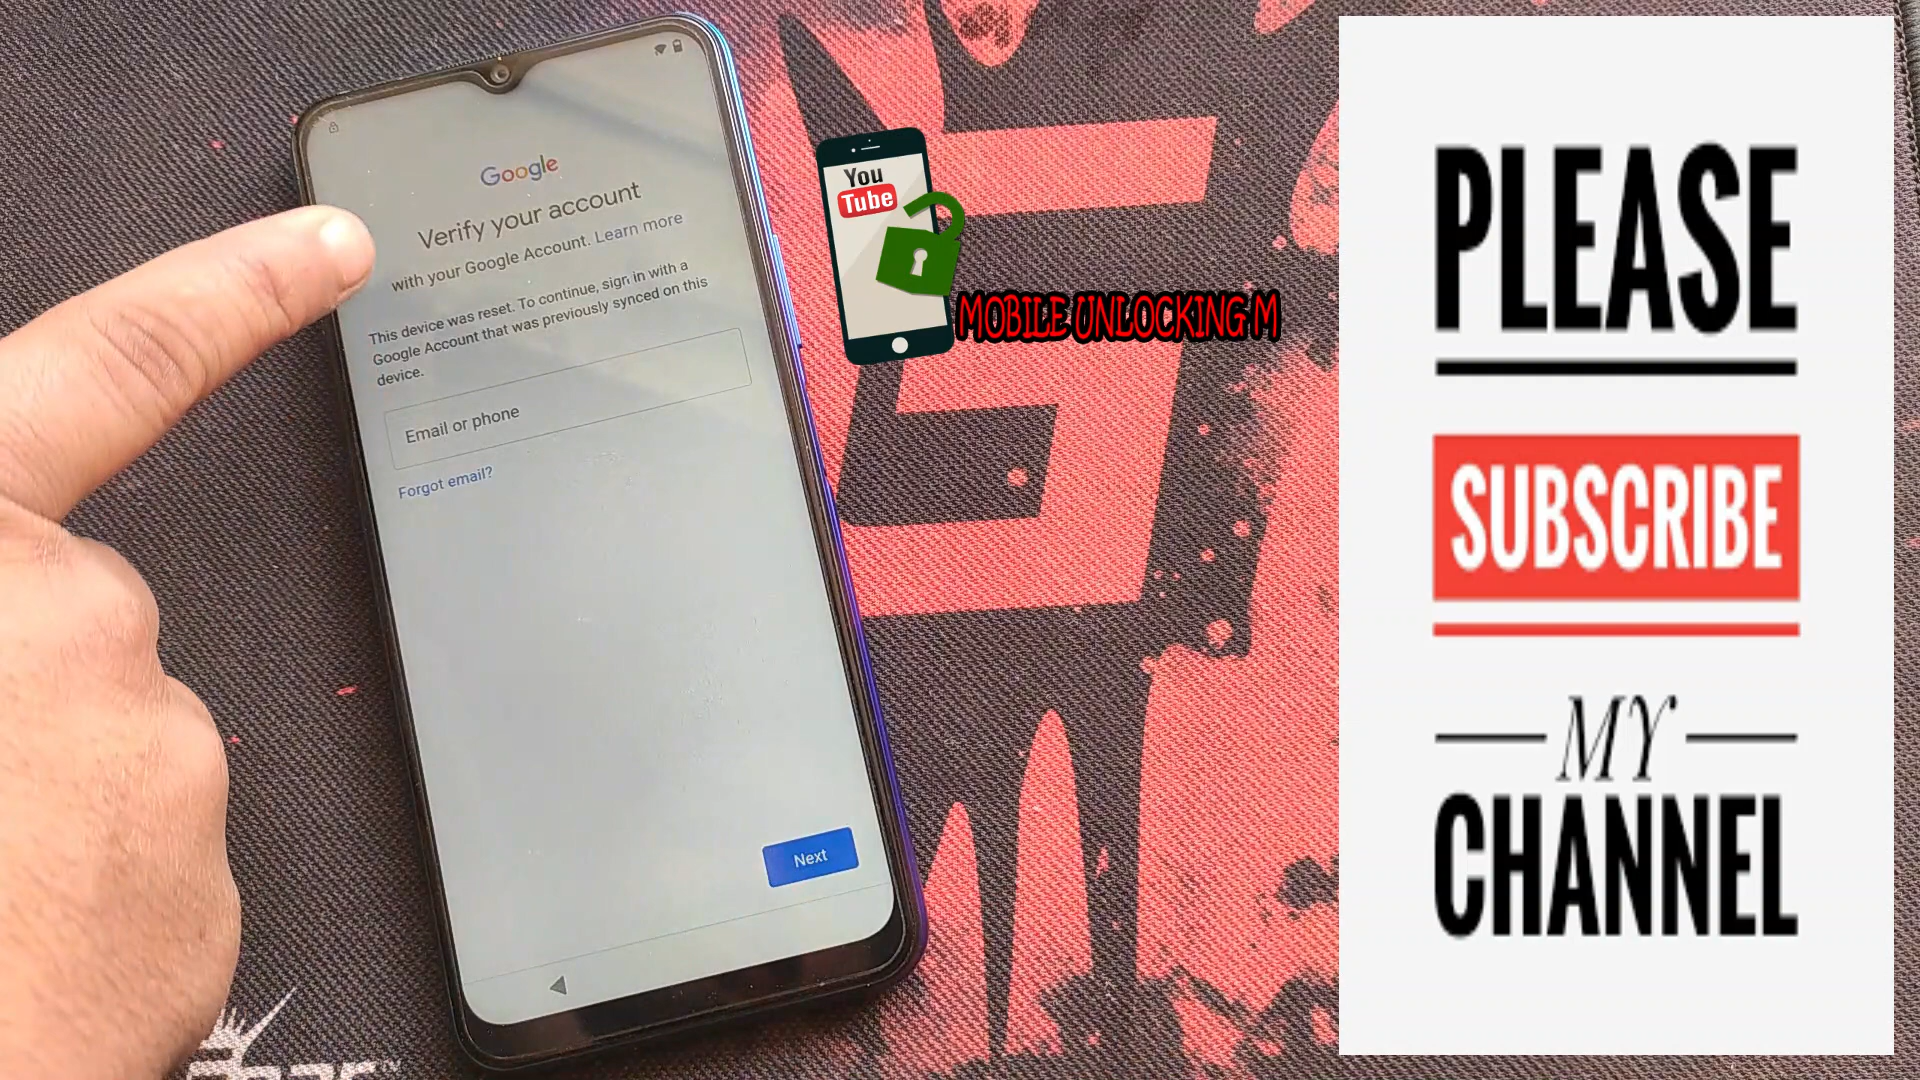 Google
Verify your account
with your Google Account. Learn more
This device was reset. To continue, sign in with a
Google Account that was previously synced on this
device.
Email or phone
Forgot email?
Next
You
Tube
MOBILE UNLOCKING M
PLEASE
SUBSCRIBE
MY
CHANNEL